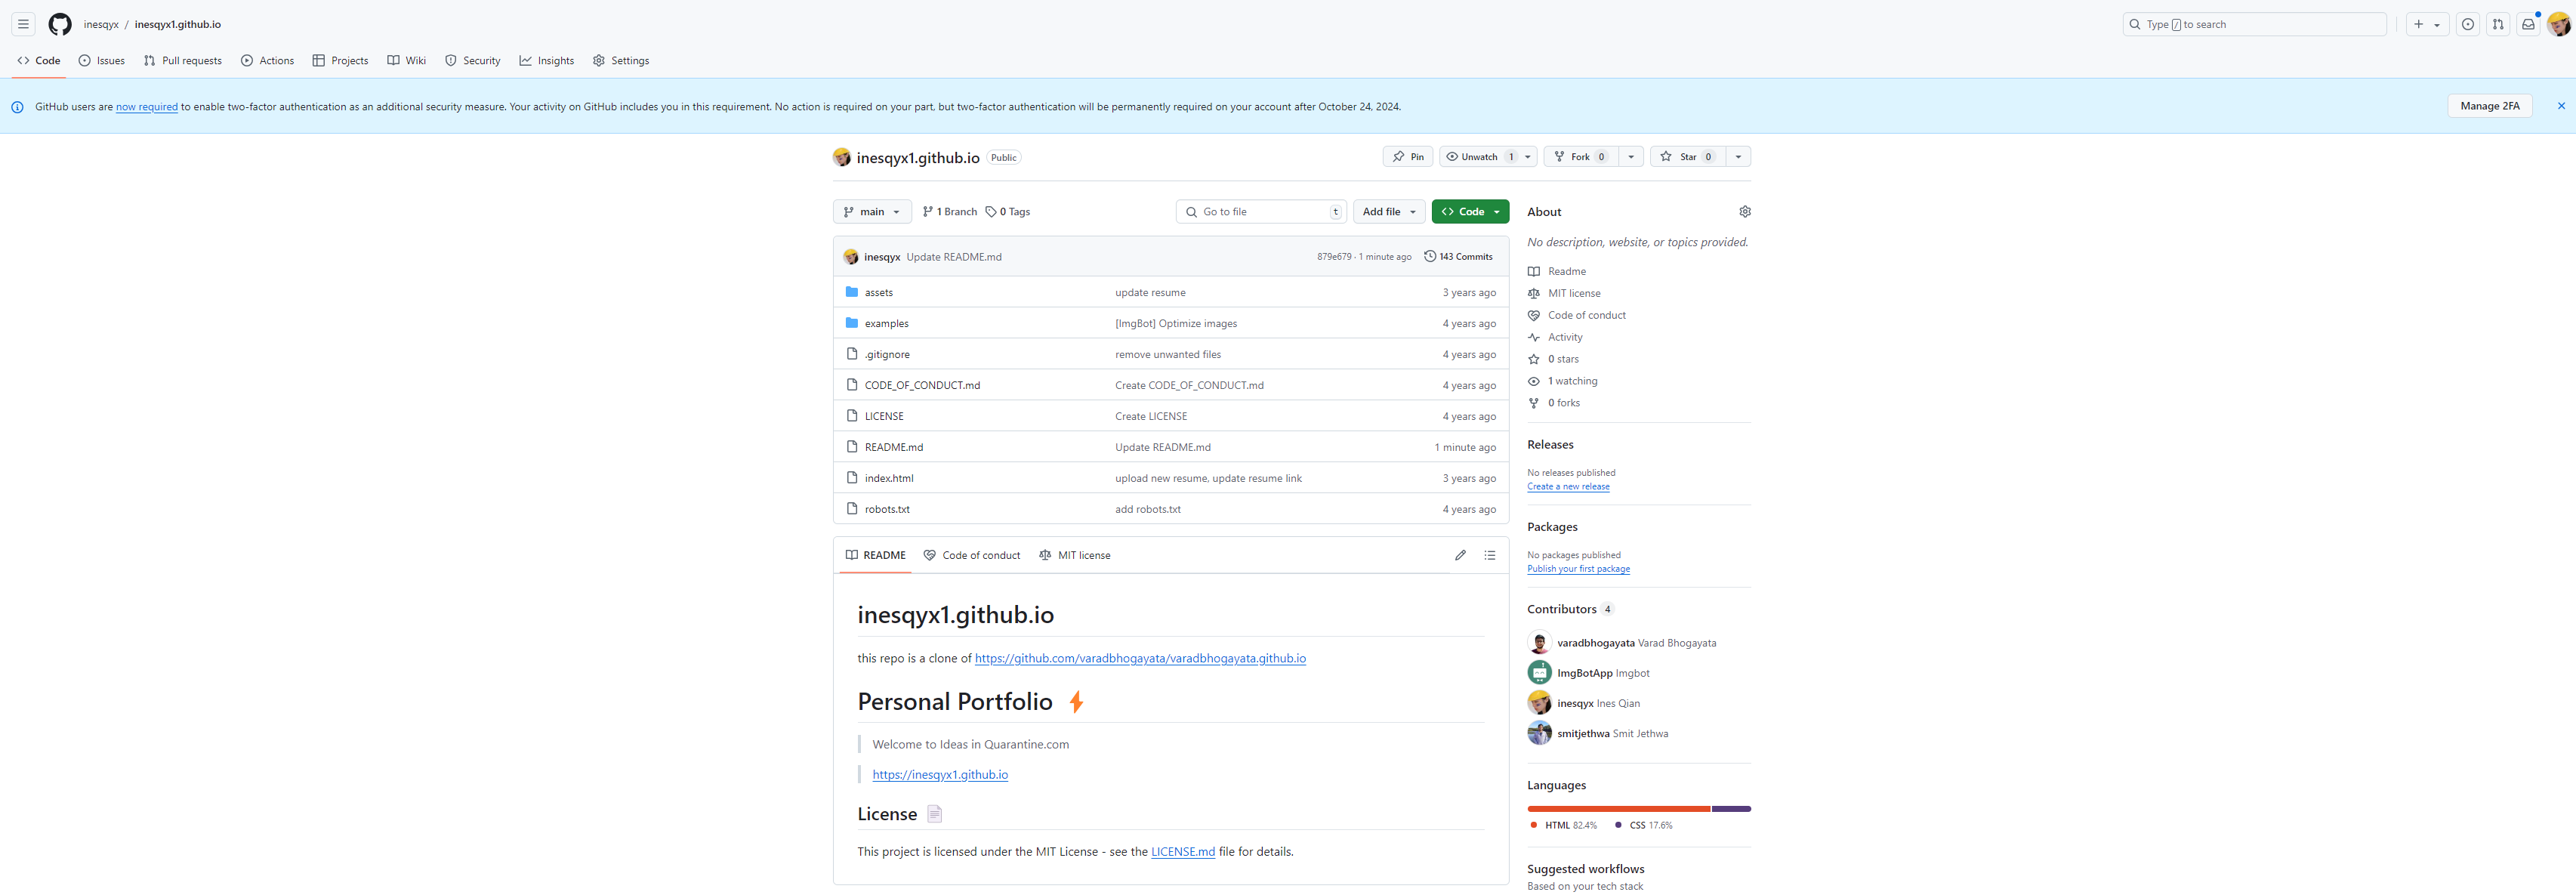 inesqyx / inesqyx1.github.io
Type / to search
Code Issues Pull requests Actions Projects Wiki Security Insights Settings
GitHub users are now required to enable two-factor authentication as an additional security measure. Your activity on GitHub includes you in this requirement. No action is required on your part, but two-factor authentication will be permanently required on your account after October 24, 2024.
Manage 2FA
inesqyx1.github.io Public
Pin Unwatch 1 Fork 0 Star 0
main 1 Branch 0 Tags
Go to file t Add file Code
inesqyx Update README.md 879e679 · 1 minute ago 143 Commits
assets update resume 3 years ago
examples [ImgBot] Optimize images 4 years ago
.gitignore remove unwanted files 4 years ago
CODE_OF_CONDUCT.md Create CODE_OF_CONDUCT.md 4 years ago
LICENSE Create LICENSE 4 years ago
README.md Update README.md 1 minute ago
index.html upload new resume, update resume link 3 years ago
robots.txt add robots.txt 4 years ago
README Code of conduct MIT license
inesqyx1.github.io
this repo is a clone of https://github.com/varadbhogayata/varadbhogayata.github.io
Personal Portfolio ⚡
Welcome to Ideas in Quarantine.com
https://inesqyx1.github.io
License 📄
This project is licensed under the MIT License - see the LICENSE.md file for details.
About
No description, website, or topics provided.
Readme
MIT license
Code of conduct
Activity
0 stars
1 watching
0 forks
Releases
No releases published
Create a new release
Packages
No packages published
Publish your first package
Contributors 4
varadbhogayata Varad Bhogayata
ImgBotApp Imgbot
inesqyx Ines Qian
smitjethwa Smit Jethwa
Languages
HTML 82.4% CSS 17.6%
Suggested workflows
Based on your tech stack